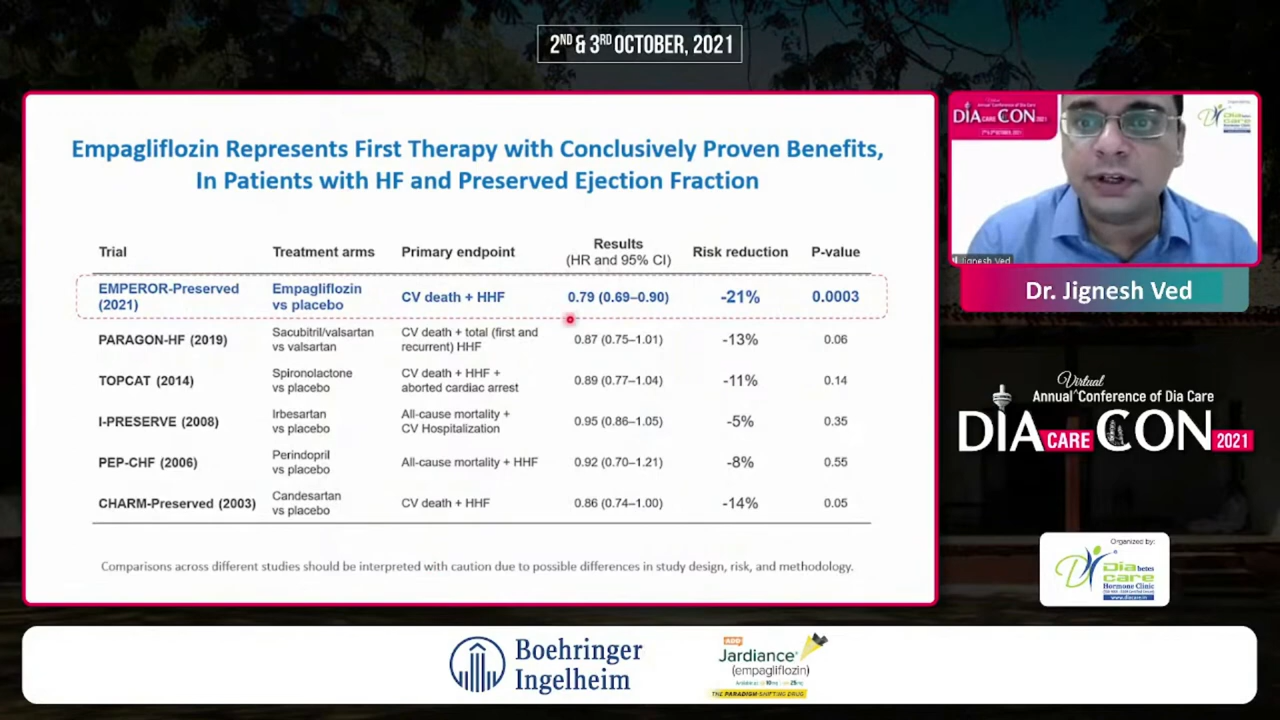 2ND & 3RD OCTOBER, 2021
Empagliflozin Represents First Therapy with Conclusively Proven Benefits,
In Patients with HF and Preserved Ejection Fraction
Trial Treatment arms Primary endpoint Results (HR and 95% CI) Risk reduction P-value
EMPEROR-Preserved (2021) Empagliflozin vs placebo CV death + HHF 0.79 (0.69–0.90) -21% 0.0003
PARAGON-HF (2019) Sacubitril/valsartan vs valsartan CV death + total (first and recurrent) HHF 0.87 (0.75–1.01) -13% 0.06
TOPCAT (2014) Spironolactone vs placebo CV death + HHF + aborted cardiac arrest 0.89 (0.77–1.04) -11% 0.14
I-PRESERVE (2008) Irbesartan vs placebo All-cause mortality + CV Hospitalization 0.95 (0.86–1.05) -5% 0.35
PEP-CHF (2006) Perindopril vs placebo All-cause mortality + HHF 0.92 (0.70–1.21) -8% 0.55
CHARM-Preserved (2003) Candesartan vs placebo CV death + HHF 0.86 (0.74–1.00) -14% 0.05
Comparisons across different studies should be interpreted with caution due to possible differences in study design, risk, and methodology.
DIA CARE CON 2021
Jignesh Ved
Dr. Jignesh Ved
Virtual
Annual ^ Conference of Dia Care
DIA CARE CON 2021
Organized by:
Diabetes
care
Hormone Clinic
Boehringer
Ingelheim
ADD
Jardiance®
(empagliflozin)
THE PARADIGM-SHIFTING DRUG